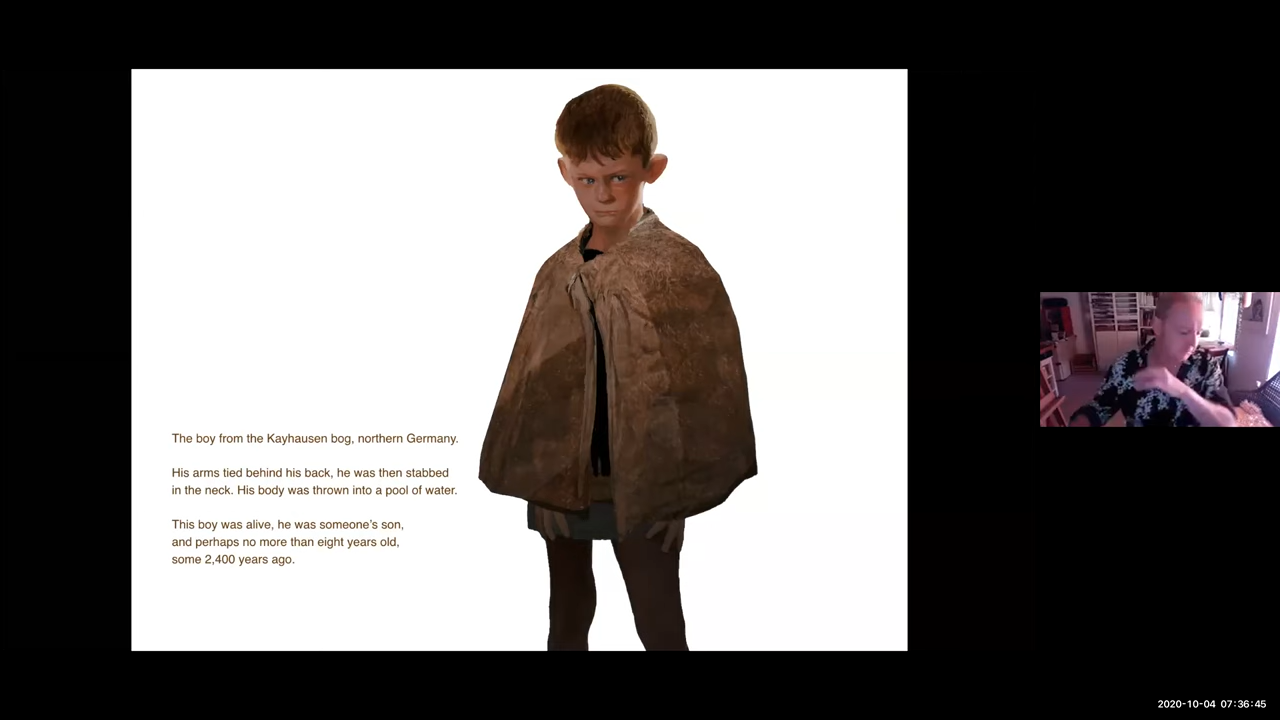 The boy from the Kayhausen bog, northern Germany.
His arms tied behind his back, he was then stabbed
in the neck. His body was thrown into a pool of water.
This boy was alive, he was someone's son,
and perhaps no more than eight years old,
some 2,400 years ago.
2020-10-04 07:36:45